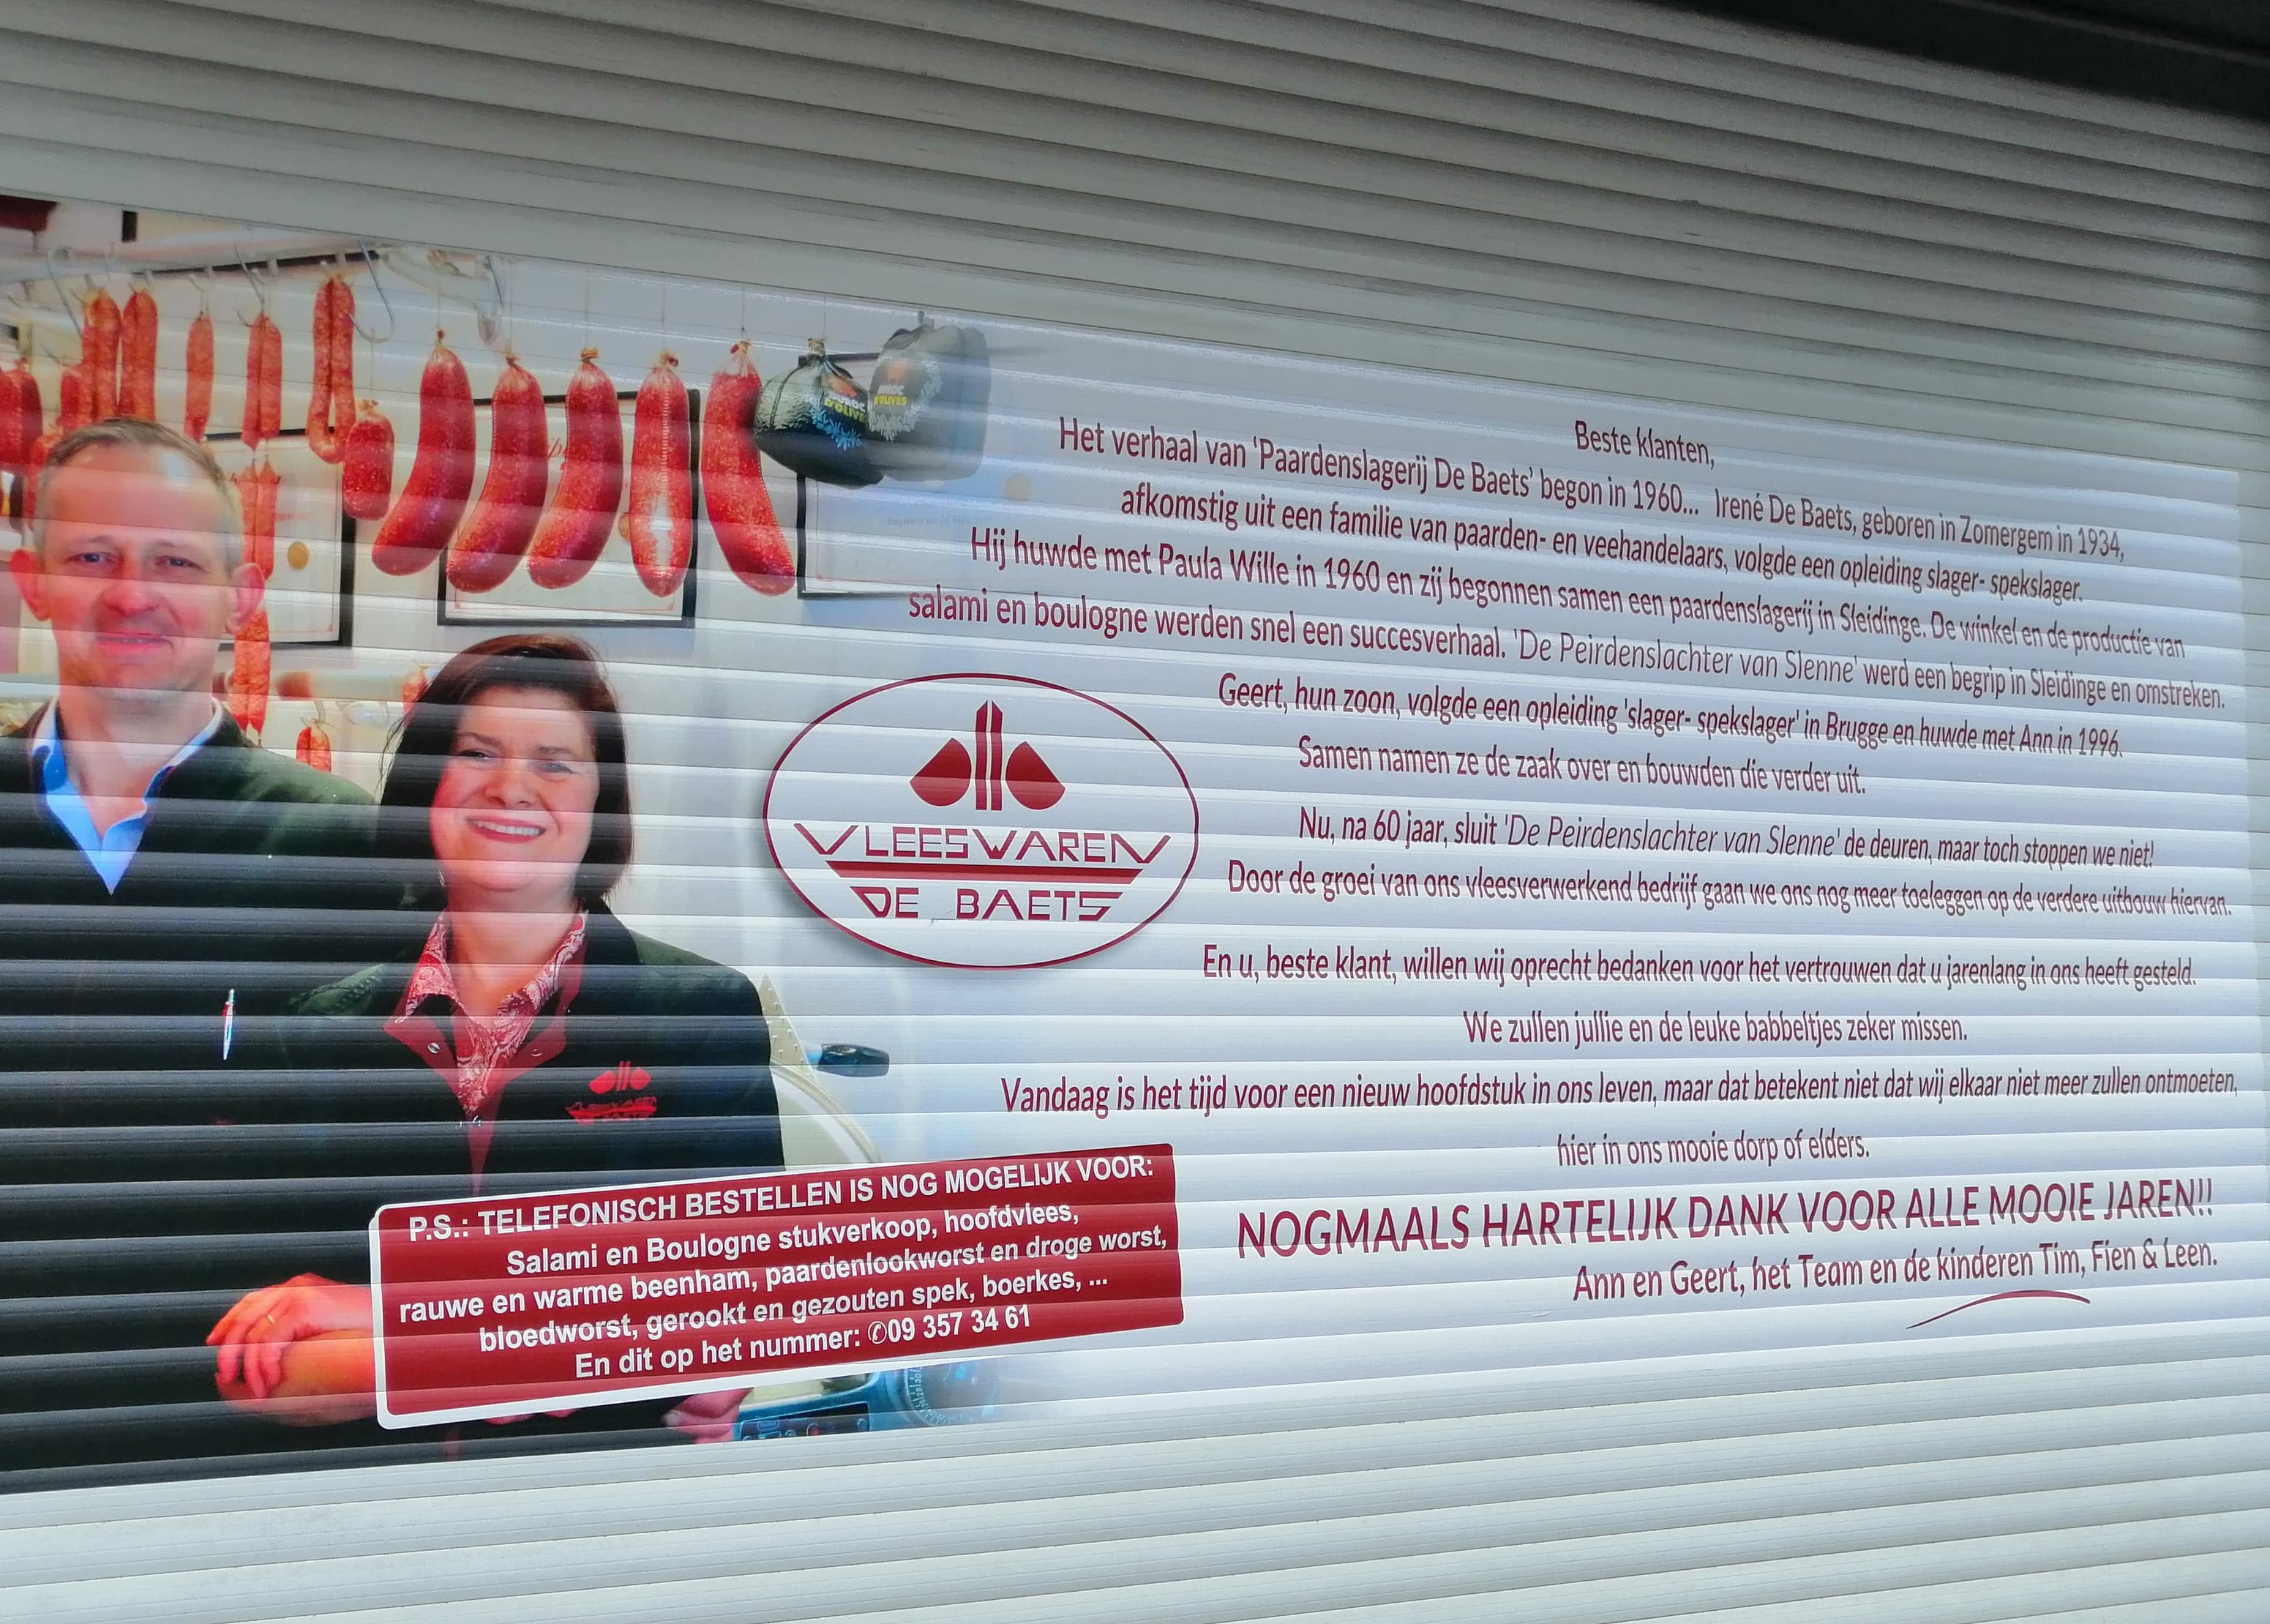 Beste klanten,
Het verhaal van ‘Paardenslagerij De Baets’ begon in 1960... Irené De Baets, geboren in Zomergem in 1934,
afkomstig uit een familie van paarden- en veehandelaars, volgde een opleiding slager- spekslager.
Hij huwde met Paula Wille in 1960 en zij begonnen samen een paardenslagerij in Sleidinge. De winkel en de productie van
salami en boulogne werden snel een succesverhaal. 'De Peirdenslachter van Slenne' werd een begrip in Sleidinge en omstreken.
Geert, hun zoon, volgde een opleiding 'slager- spekslager' in Brugge en huwde met Ann in 1996.
Samen namen ze de zaak over en bouwden die verder uit.
Nu, na 60 jaar, sluit 'De Peirdenslachter van Slenne' de deuren, maar toch stoppen we niet!
Door de groei van ons vleesverwerkend bedrijf gaan we ons nog meer toeleggen op de verdere uitbouw hiervan.
En u, beste klant, willen wij oprecht bedanken voor het vertrouwen dat u jarenlang in ons heeft gesteld.
We zullen jullie en de leuke babbeltjes zeker missen.
Vandaag is het tijd voor een nieuw hoofdstuk in ons leven, maar dat betekent niet dat wij elkaar niet meer zullen ontmoeten,
hier in ons mooie dorp of elders.
NOGMAALS HARTELIJK DANK VOOR ALLE MOOIE JAREN!!
Ann en Geert, het Team en de kinderen Tim, Fien & Leen.
VLEESWAREN
DE BAETS
P.S.: TELEFONISCH BESTELLEN IS NOG MOGELIJK VOOR:
Salami en Boulogne stukverkoop, hoofdvlees,
rauwe en warme beenham, paardenlookworst en droge worst,
bloedworst, gerookt en gezouten spek, boerkes, ...
En dit op het nummer: ✆09 357 34 61
D'OLIVES
D'OLIVES